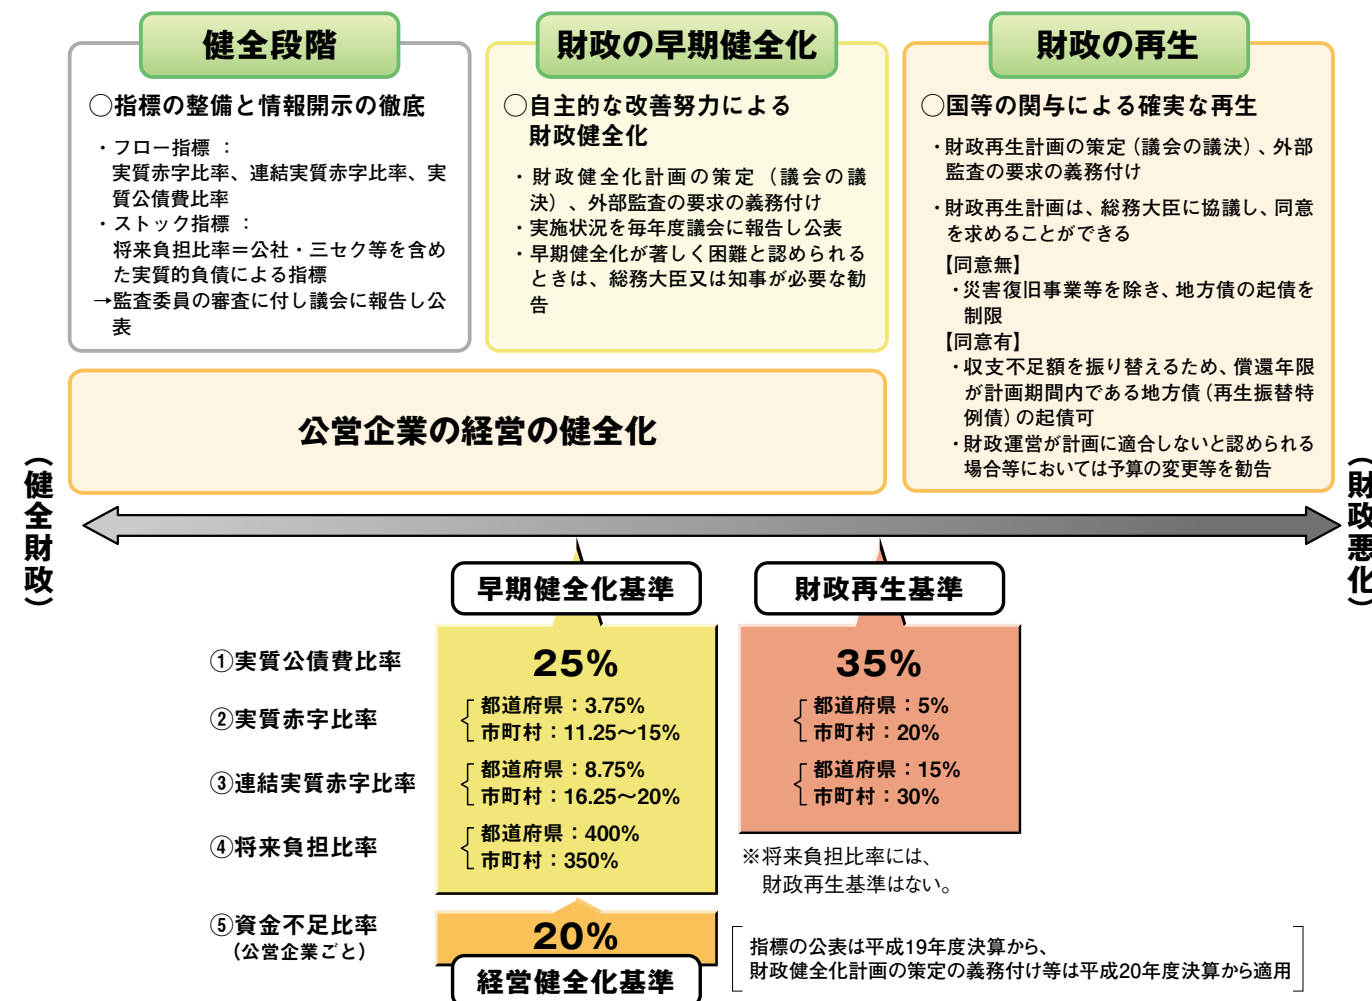 健全段階
○指標の整備と情報開示の徹底
・フロー指標 ：
実質赤字比率、連結実質赤字比率、実
質公債費比率
・ストック指標 ：
将来負担比率＝公社・三セク等を含め
た実質的負債による指標
→監査委員の審査に付し議会に報告し公
表
財政の早期健全化
○自主的な改善努力による
財政健全化
・財政健全化計画の策定（議会の議
決）、外部監査の要求の義務付け
・実施状況を毎年度議会に報告し公表
・早期健全化が著しく困難と認められる
ときは、総務大臣又は知事が必要な勧
告
財政の再生
○国等の関与による確実な再生
・財政再生計画の策定（議会の議決）、外部
監査の要求の義務付け
・財政再生計画は、総務大臣に協議し、同意
を求めることができる
【同意無】
・災害復旧事業等を除き、地方債の起債を
制限
【同意有】
・収支不足額を振り替えるため、償還年限
が計画期間内である地方債（再生振替特
例債）の起債可
・財政運営が計画に適合しないと認められる
場合等においては予算の変更等を勧告
公営企業の経営の健全化
（健全財政）
（財政悪化）
早期健全化基準
財政再生基準
①実質公債費比率
25%
35%
②実質赤字比率
都道府県：3.75%
市町村：11.25～15%
都道府県：5%
市町村：20%
③連結実質赤字比率
都道府県：8.75%
市町村：16.25～20%
都道府県：15%
市町村：30%
④将来負担比率
都道府県：400%
市町村：350%
※将来負担比率には、
財政再生基準はない。
⑤資金不足比率
（公営企業ごと）
20%
経営健全化基準
指標の公表は平成19年度決算から、
財政健全化計画の策定の義務付け等は平成20年度決算から適用